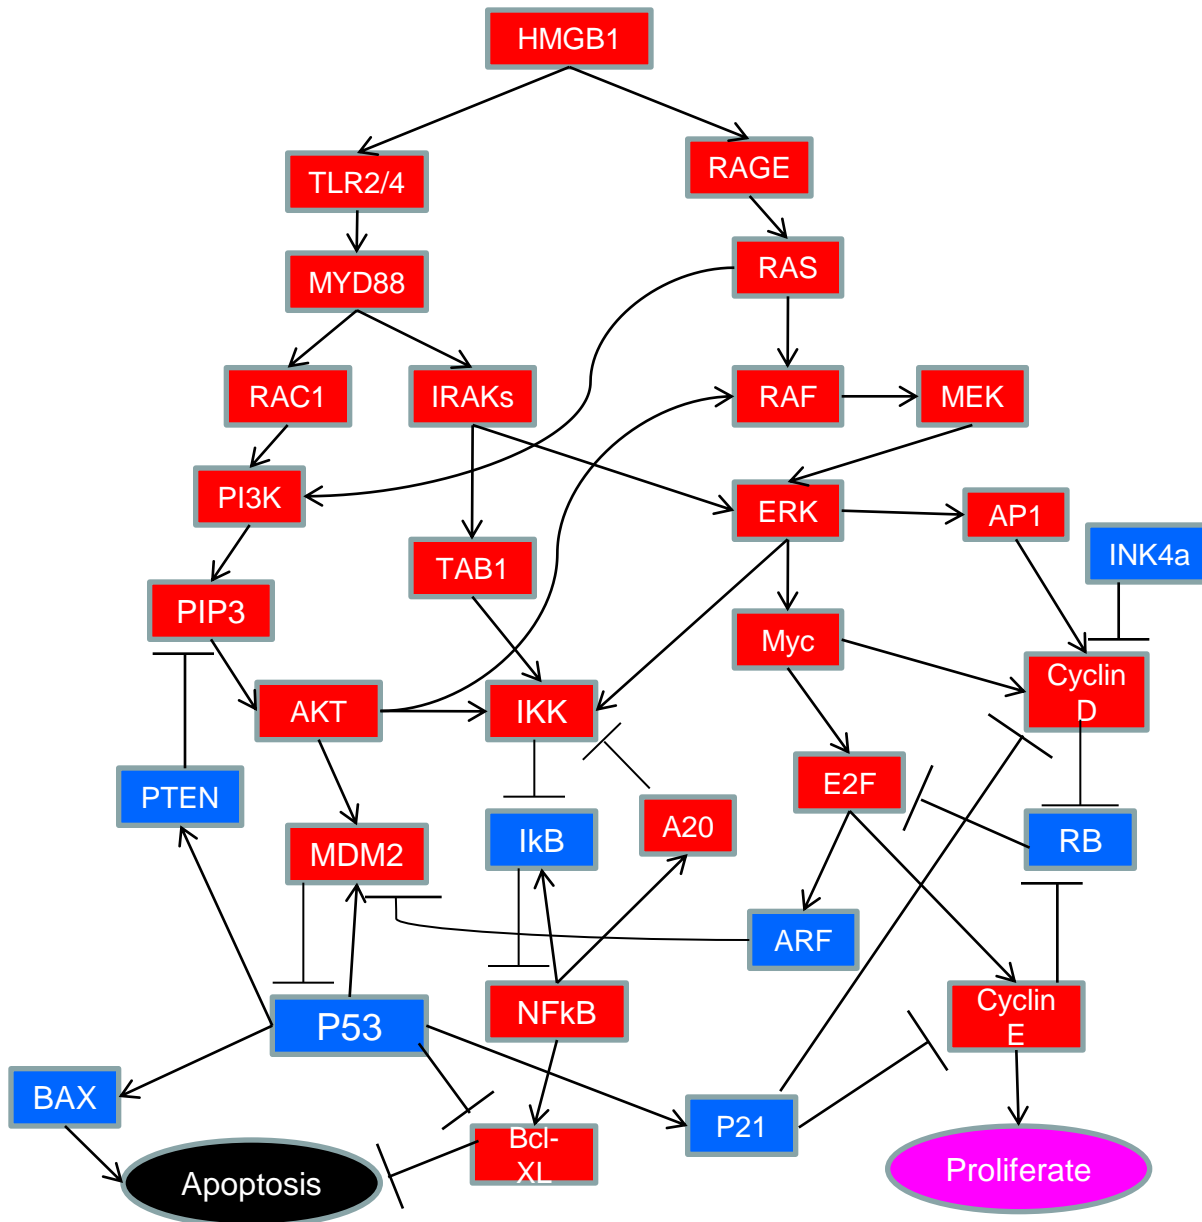 HMGB1
RAGE
TLR2/4
RAS
MYD88
RAC1
IRAKs
RAF
MEK
PI3K
ERK
AP1
INK4a
TAB1
PIP3
Myc
Cyclin
D
AKT
IKK
E2F
PTEN
A20
IkB
RB
MDM2
ARF
P53
NFkB
Cyclin
E
BAX
P21
Bcl-
XL
Apoptosis
Proliferate